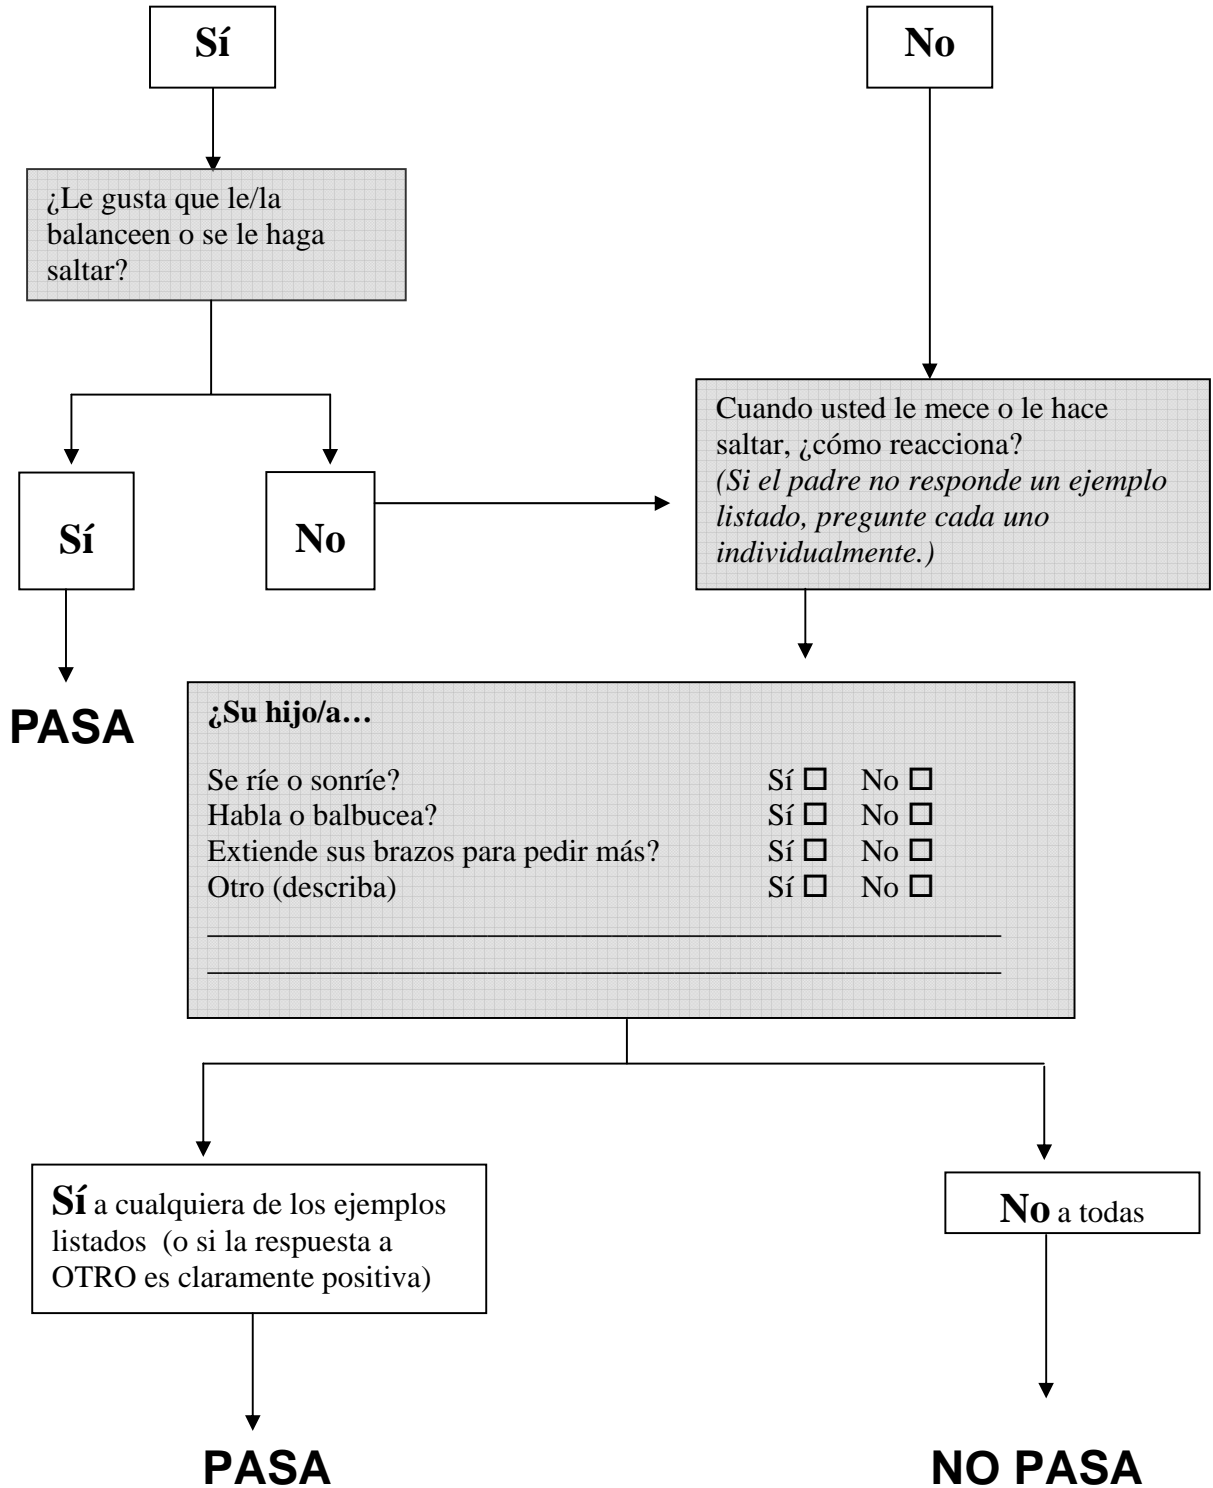 Sí
No
¿Le gusta que le/la
balanceen o se le haga
saltar?
Cuando usted le mece o le hace
saltar, ¿cómo reacciona?
(Si el padre no responde un ejemplo
listado, pregunte cada uno
individualmente.)
Sí
No
PASA
¿Su hijo/a…
Se ríe o sonríe? Sí ☐ No ☐
Habla o balbucea? Sí ☐ No ☐
Extiende sus brazos para pedir más? Sí ☐ No ☐
Otro (describa) Sí ☐ No ☐
Sí a cualquiera de los ejemplos
listados (o si la respuesta a
OTRO es claramente positiva)
No a todas
PASA
NO PASA